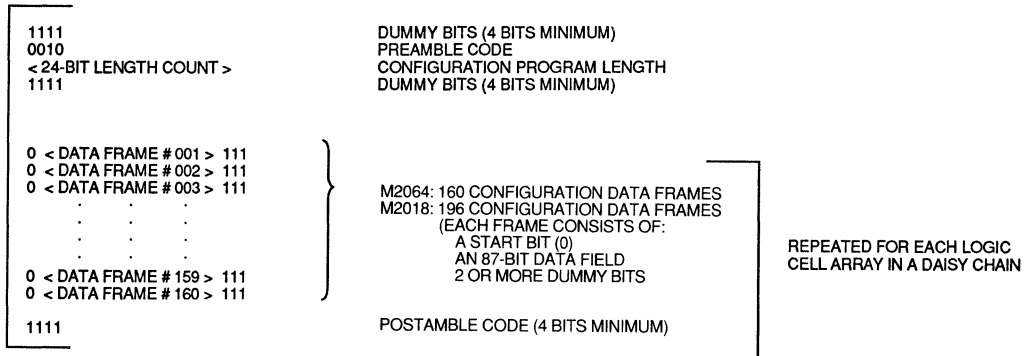 1111 DUMMY BITS (4 BITS MINIMUM)
0010 PREAMBLE CODE
< 24-BIT LENGTH COUNT > CONFIGURATION PROGRAM LENGTH
1111 DUMMY BITS (4 BITS MINIMUM)
0 < DATA FRAME # 001 > 111
0 < DATA FRAME # 002 > 111
0 < DATA FRAME # 003 > 111
. . .
. . .
. . .
. . .
0 < DATA FRAME # 159 > 111
0 < DATA FRAME # 160 > 111
M2064: 160 CONFIGURATION DATA FRAMES
M2018: 196 CONFIGURATION DATA FRAMES
(EACH FRAME CONSISTS OF:
A START BIT (0)
AN 87-BIT DATA FIELD
2 OR MORE DUMMY BITS
REPEATED FOR EACH LOGIC
CELL ARRAY IN A DAISY CHAIN
1111 POSTAMBLE CODE (4 BITS MINIMUM)